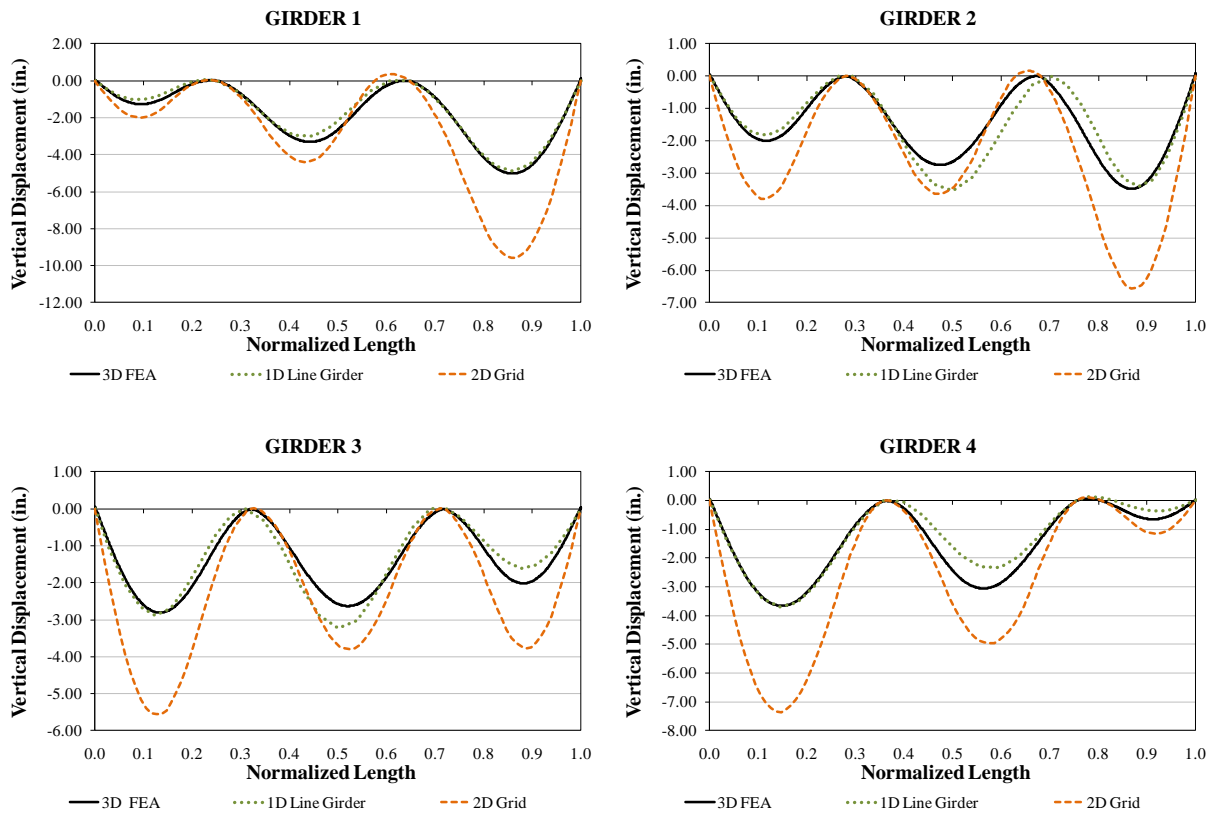 GIRDER 1
2.00
0.00
-2.00
-4.00
-6.00
-8.00
-10.00
-12.00
Vertical Displacement (in.)
0.0 0.1 0.2 0.3 0.4 0.5 0.6 0.7 0.8 0.9 1.0
Normalized Length
3D FEA 1D Line Girder 2D Grid
GIRDER 2
1.00
0.00
-1.00
-2.00
-3.00
-4.00
-5.00
-6.00
-7.00
Vertical Displacement (in.)
0.0 0.1 0.2 0.3 0.4 0.5 0.6 0.7 0.8 0.9 1.0
Normalized Length
3D FEA 1D Line Girder 2D Grid
GIRDER 3
1.00
0.00
-1.00
-2.00
-3.00
-4.00
-5.00
-6.00
Vertical Displacement (in.)
0.0 0.1 0.2 0.3 0.4 0.5 0.6 0.7 0.8 0.9 1.0
Normalized Length
3D FEA 1D Line Girder 2D Grid
GIRDER 4
1.00
0.00
-1.00
-2.00
-3.00
-4.00
-5.00
-6.00
-7.00
-8.00
Vertical Displacement (in.)
0.0 0.1 0.2 0.3 0.4 0.5 0.6 0.7 0.8 0.9 1.0
Normalized Length
3D FEA 1D Line Girder 2D Grid